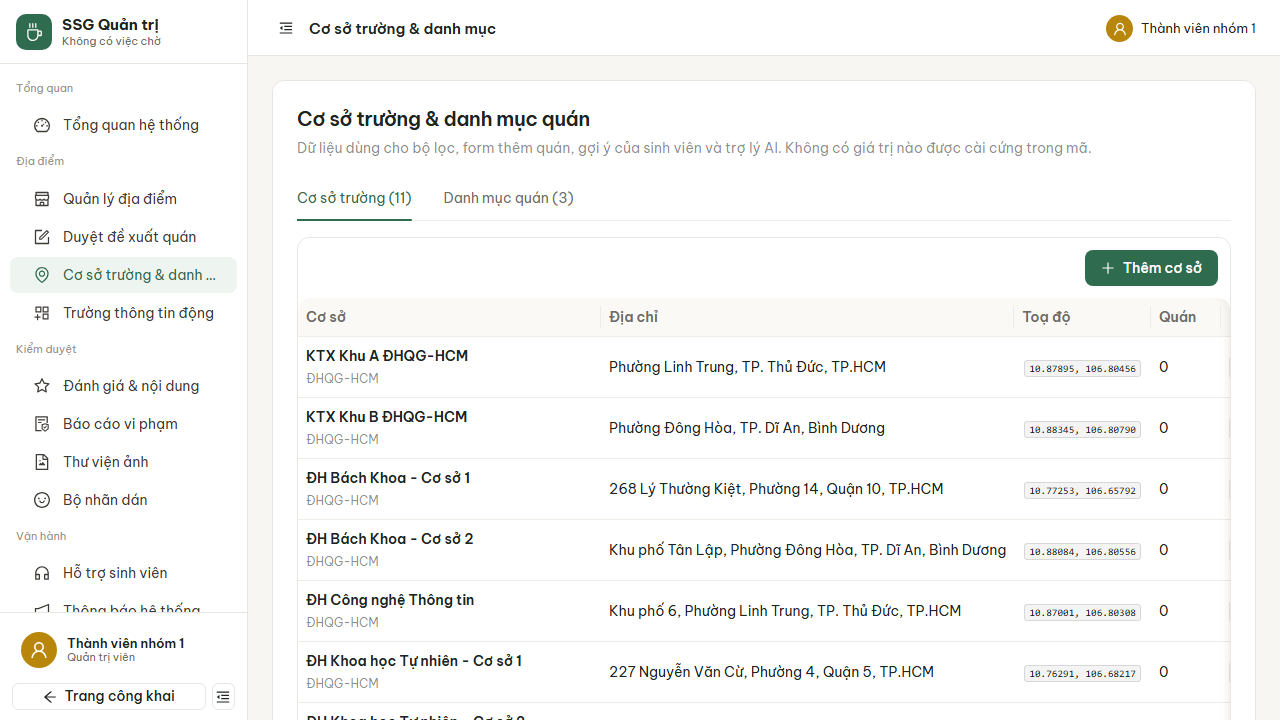 SSG Quản trị
Không có việc chờ
Tổng quan
Tổng quan hệ thống
Địa điểm
Quản lý địa điểm
Duyệt đề xuất quán
Cơ sở trường & danh ...
Trường thông tin động
Kiểm duyệt
Đánh giá & nội dung
Báo cáo vi phạm
Thư viện ảnh
Bộ nhãn dán
Vận hành
Hỗ trợ sinh viên
Thông báo hệ thống
Thành viên nhóm 1
Quản trị viên
Trang công khai
Cơ sở trường & danh mục
Thành viên nhóm 1
Cơ sở trường & danh mục quán
Dữ liệu dùng cho bộ lọc, form thêm quán, gợi ý của sinh viên và trợ lý AI. Không có giá trị nào được cài cứng trong mã.
Cơ sở trường (11) Danh mục quán (3)
Thêm cơ sở
Cơ sở Địa chỉ Toạ độ Quán
KTX Khu A ĐHQG-HCM
ĐHQG-HCM
Phường Linh Trung, TP. Thủ Đức, TP.HCM 10.87895, 106.80456 0
KTX Khu B ĐHQG-HCM
ĐHQG-HCM
Phường Đông Hòa, TP. Dĩ An, Bình Dương 10.88345, 106.80790 0
ĐH Bách Khoa - Cơ sở 1
ĐHQG-HCM
268 Lý Thường Kiệt, Phường 14, Quận 10, TP.HCM 10.77253, 106.65792 0
ĐH Bách Khoa - Cơ sở 2
ĐHQG-HCM
Khu phố Tân Lập, Phường Đông Hòa, TP. Dĩ An, Bình Dương 10.88084, 106.80556 0
ĐH Công nghệ Thông tin
ĐHQG-HCM
Khu phố 6, Phường Linh Trung, TP. Thủ Đức, TP.HCM 10.87001, 106.80308 0
ĐH Khoa học Tự nhiên - Cơ sở 1
ĐHQG-HCM
227 Nguyễn Văn Cừ, Phường 4, Quận 5, TP.HCM 10.76291, 106.68217 0
ĐH Khoa học Tự nhiên - Cơ sở 2